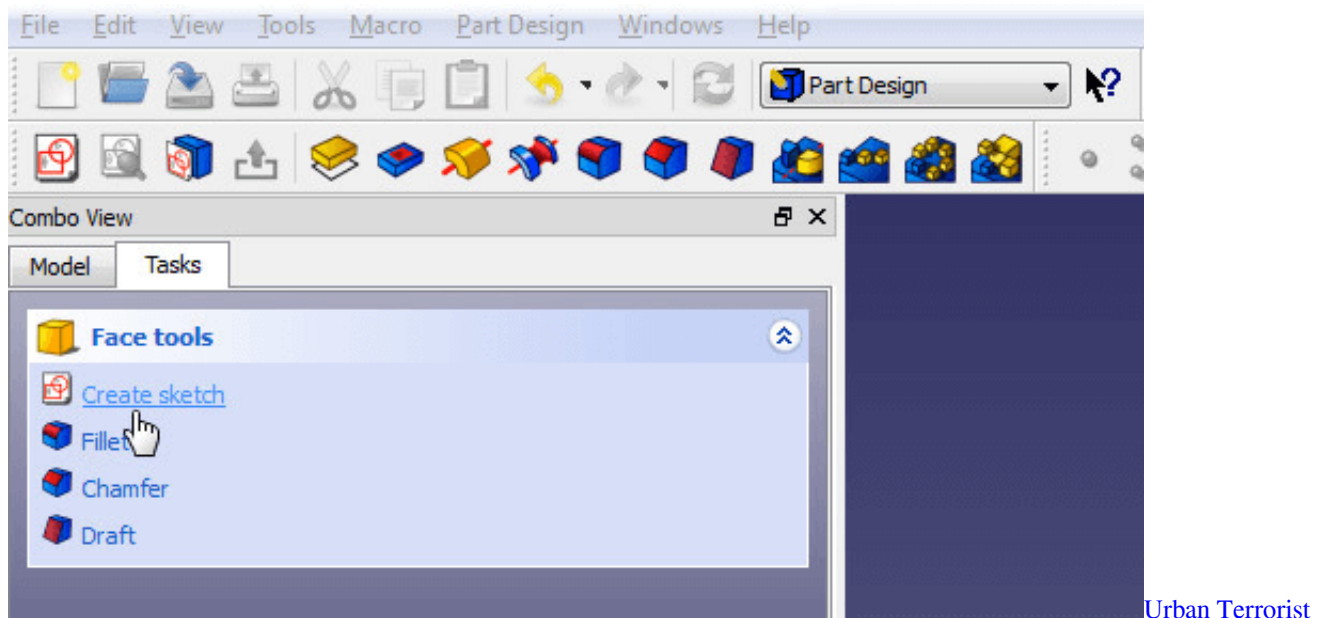 File Edit View Tools Macro Part Design Windows Help
Part Design
Combo View
Model Tasks
Face tools
Create sketch
Fillet
Chamfer
Draft
Urban Terrorist